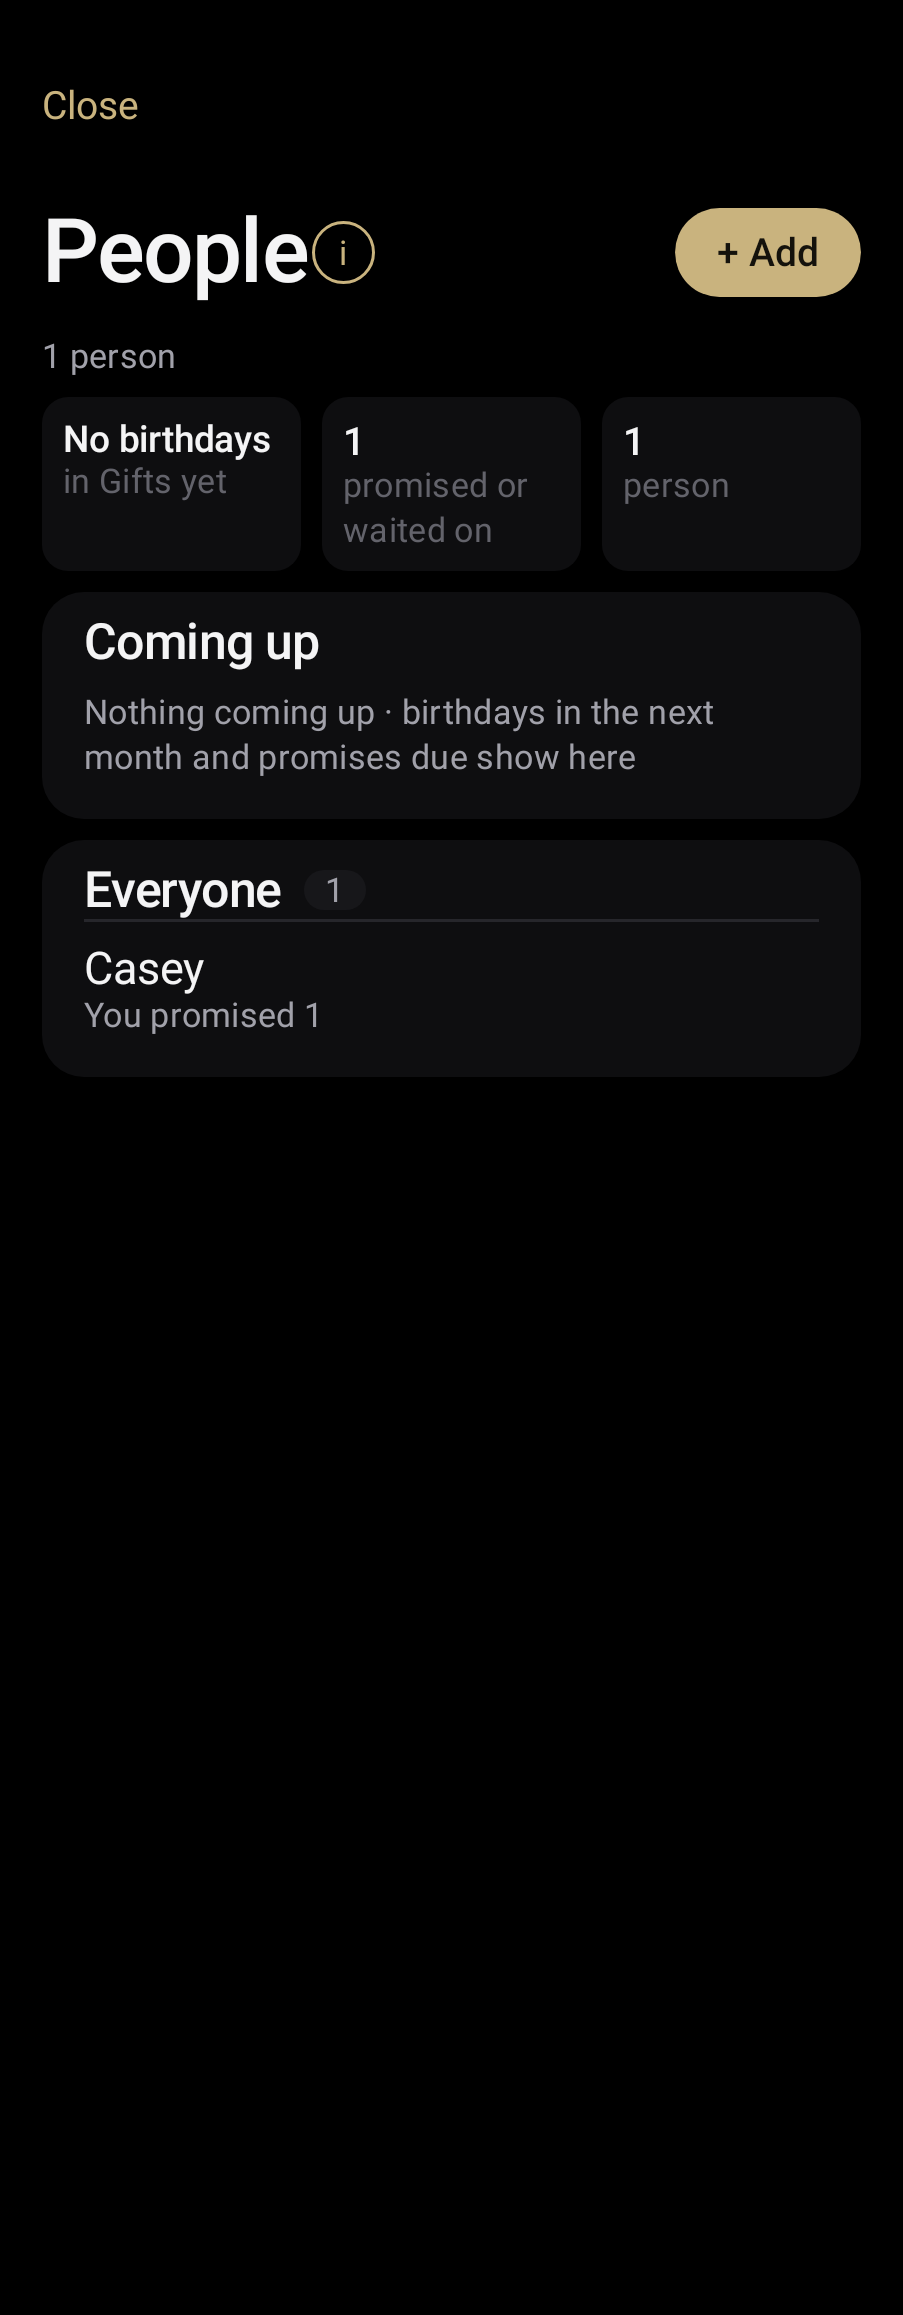 Close
People i
+ Add
1 person
No birthdays
in Gifts yet
1
promised or
waited on
1
person
Coming up
Nothing coming up · birthdays in the next
month and promises due show here
Everyone 1
Casey
You promised 1